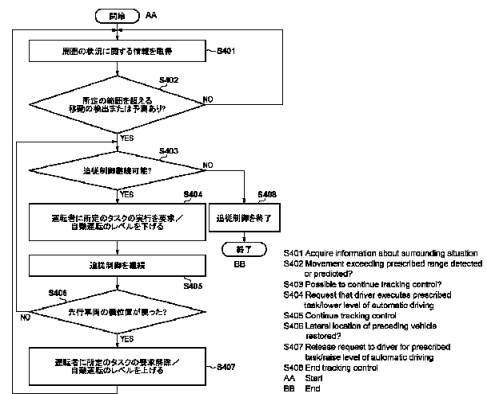 開始
AA
周囲の状況に関する情報を取得
S401
S402
所定の範囲を超える
移動の検出または予測あり?
NO
YES
S403
追従制御継続可能?
NO
YES
S404
運転者に所定のタスクの実行を要求/
自動運転のレベルを下げる
S408
追従制御を終了
終了
BB
追従制御を継続
S405
S406
先行車両の横位置が戻った?
NO
YES
運転者に所定のタスクの要求解除/
自動運転のレベルを上げる
S407
S401 Acquire information about surrounding situation
S402 Movement exceeding prescribed range detected
or predicted?
S403 Possible to continue tracking control?
S404 Request that driver executes prescribed
task/lower level of automatic driving
S405 Continue tracking control
S406 Lateral location of preceding vehicle
restored?
S407 Release request to driver for prescribed
task/raise level of automatic driving
S408 End tracking control
AA Start
BB End